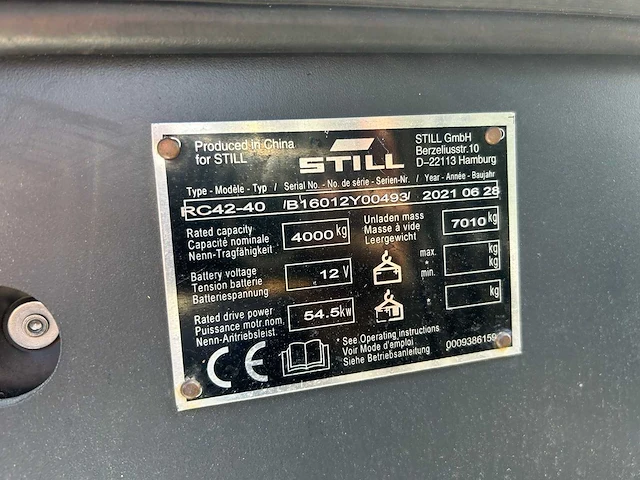 Produced in China
for STILL
STILL
STILL GmbH
Berzeliusstr.10
D-22113 Hamburg
Type - Modèle - Typ / Serial No. - No. de série - Serien-Nr. / Year - Année - Baujahr
RC42-40 /B16012Y00493/ 2021 06 28
Rated capacity
Capacité nominale
Nenn-Tragfähigkeit
4000 kg
Unladen mass
Masse à vide
Leergewicht
7010 kg
Battery voltage
Tension batterie
Batteriespannung
12 V
max. kg
*
min. kg
Rated drive power
Puissance motr.nom.
Nenn-Antriebsleist.
54.5 kw
* kg
CE
* See Operating instructions
Voir Mode d'emploi
Siehe Betriebsanleitung
0009386159